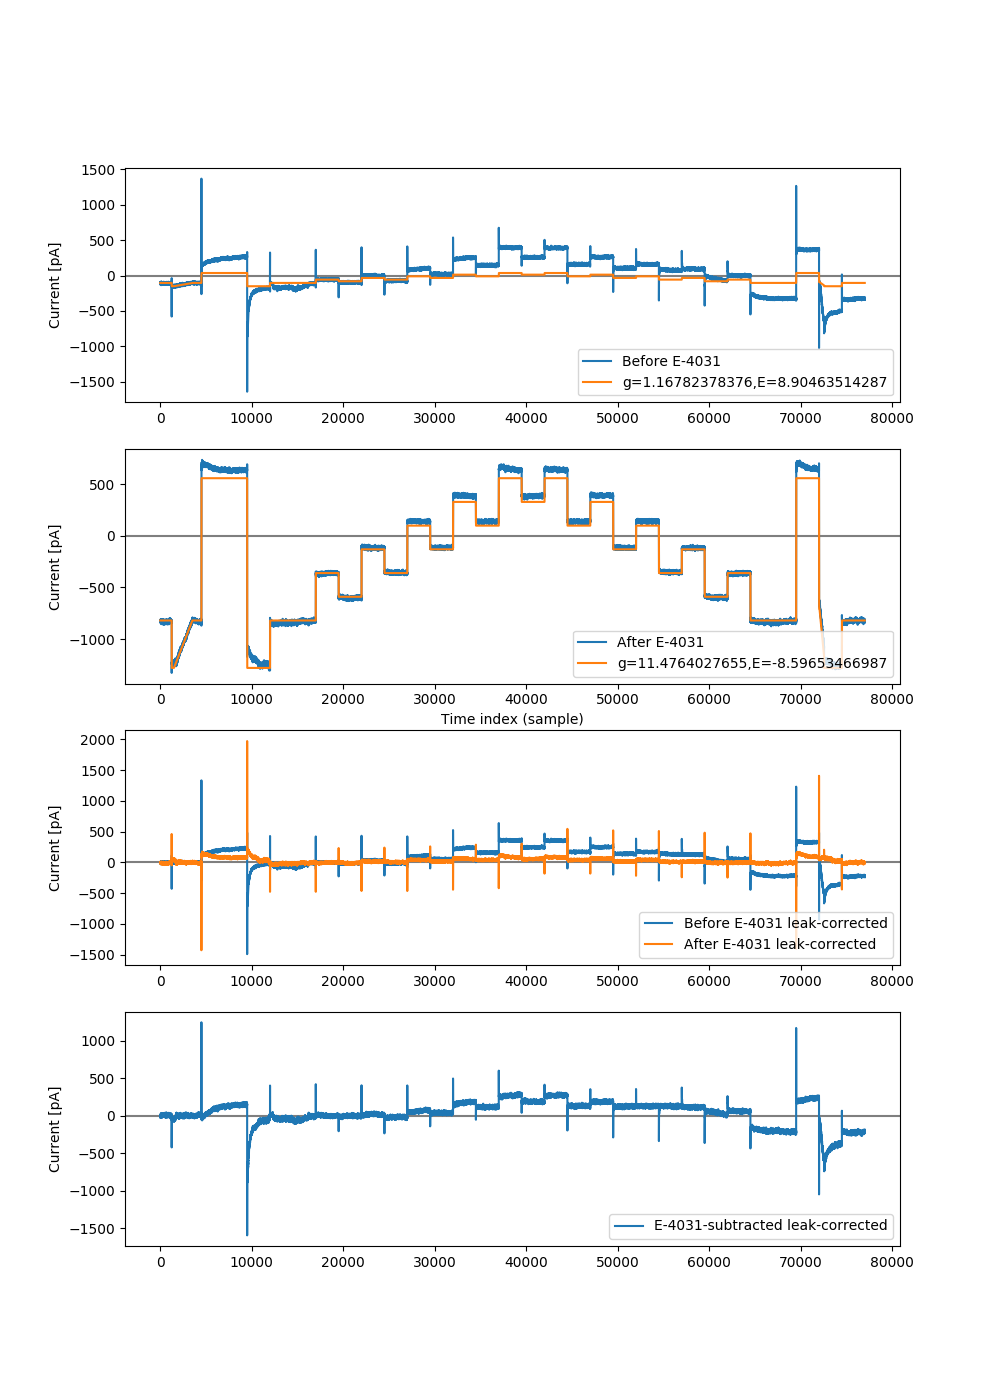 1500
1000
500
0
−500
−1000
−1500
Current [pA]
Before E-4031
g=1.16782378376,E=8.90463514287
0 10000 20000 30000 40000 50000 60000 70000 80000
500
0
−500
−1000
Current [pA]
After E-4031
g=11.4764027655,E=-8.59653466987
0 10000 20000 30000 40000 50000 60000 70000 80000
Time index (sample)
2000
1500
1000
500
0
−500
−1000
−1500
Current [pA]
Before E-4031 leak-corrected
After E-4031 leak-corrected
0 10000 20000 30000 40000 50000 60000 70000 80000
1000
500
0
−500
−1000
−1500
Current [pA]
E-4031-subtracted leak-corrected
0 10000 20000 30000 40000 50000 60000 70000 80000